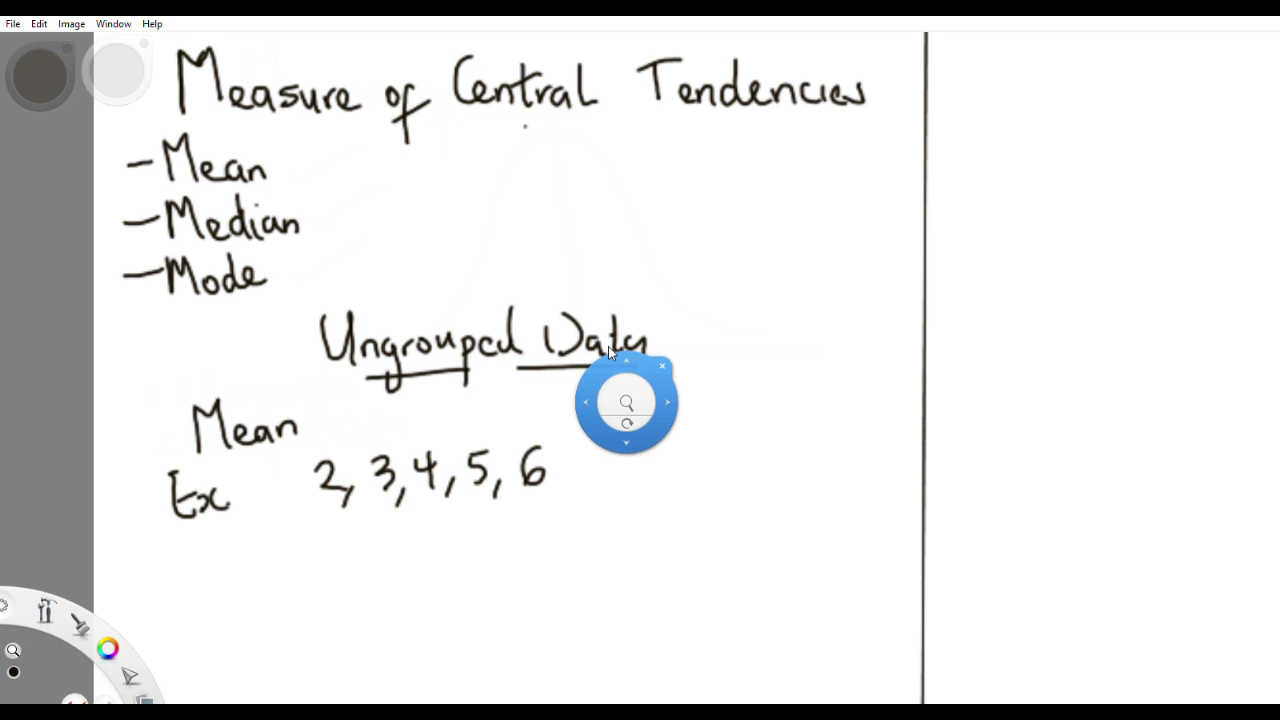 File Edit Image Window Help
Measure of Central Tendencies
- Mean
- Median
- Mode
Ungrouped Data
Mean
Ex 2, 3, 4, 5, 6